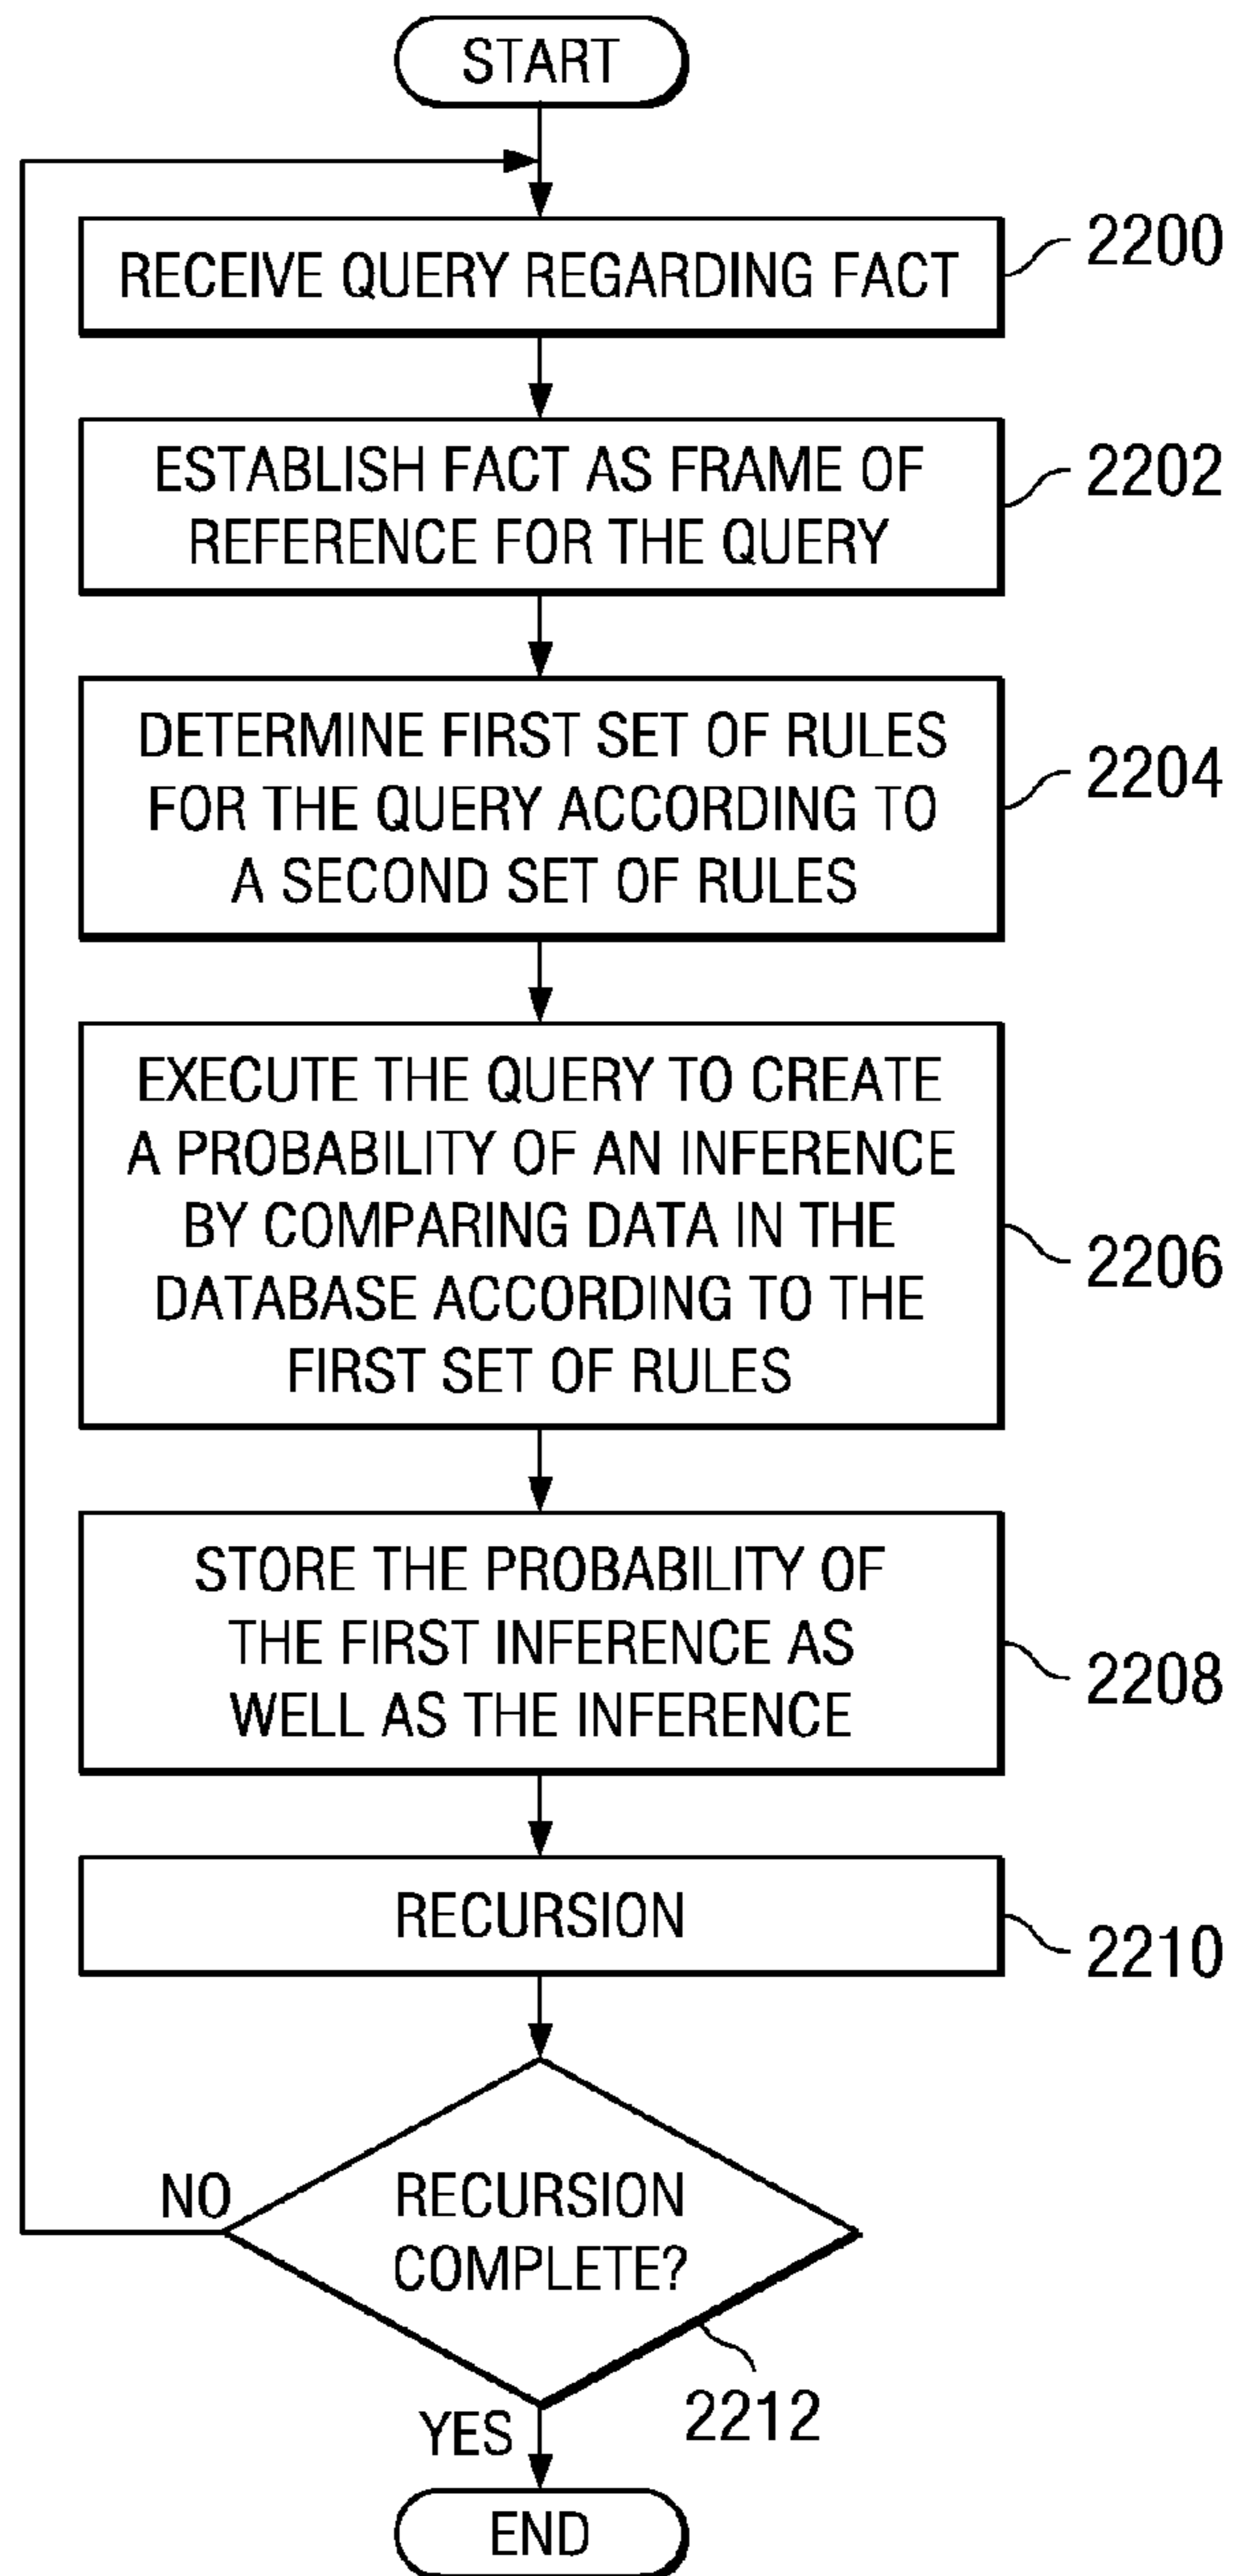 START
RECEIVE QUERY REGARDING FACT
2200
ESTABLISH FACT AS FRAME OF
REFERENCE FOR THE QUERY
2202
DETERMINE FIRST SET OF RULES
FOR THE QUERY ACCORDING TO
A SECOND SET OF RULES
2204
EXECUTE THE QUERY TO CREATE
A PROBABILITY OF AN INFERENCE
BY COMPARING DATA IN THE
DATABASE ACCORDING TO THE
FIRST SET OF RULES
2206
STORE THE PROBABILITY OF
THE FIRST INFERENCE AS
WELL AS THE INFERENCE
2208
RECURSION
2210
NO
RECURSION
COMPLETE?
2212
YES
END